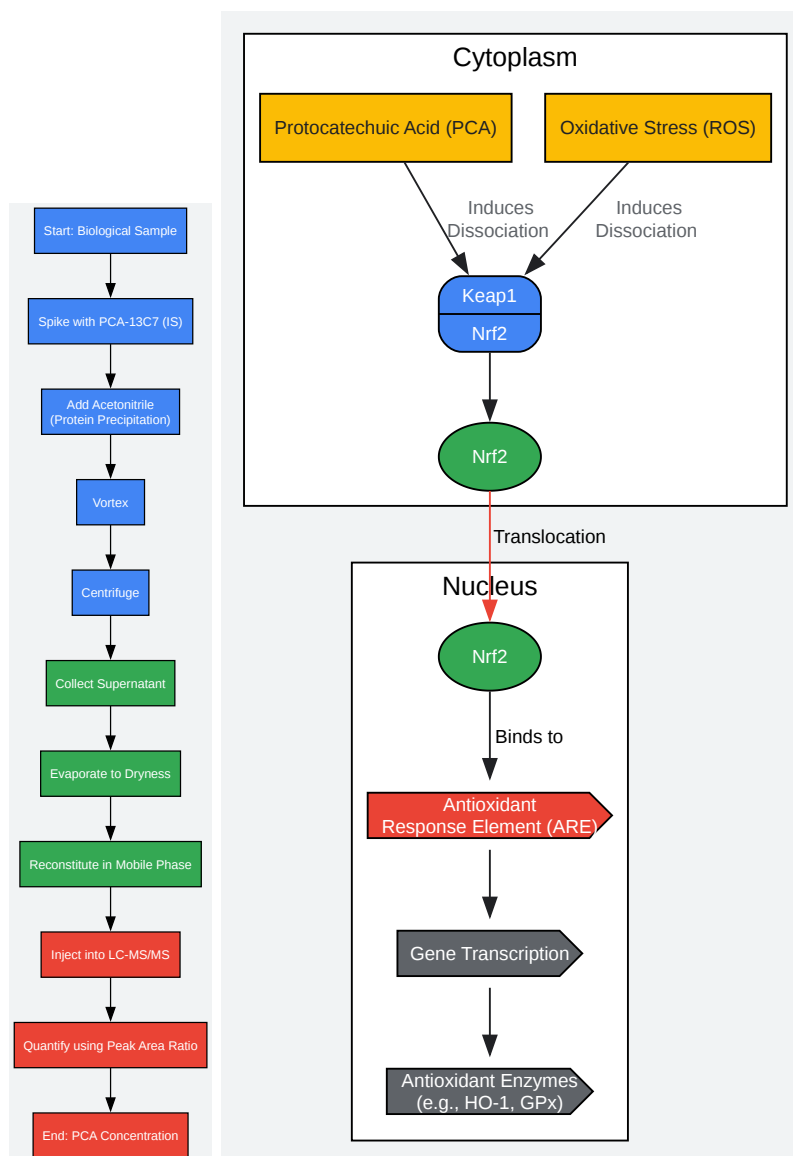 Start: Biological Sample
Spike with PCA-13C7 (IS)
Add Acetonitrile
(Protein Precipitation)
Vortex
Centrifuge
Collect Supernatant
Evaporate to Dryness
Reconstitute in Mobile Phase
Inject into LC-MS/MS
Quantify using Peak Area Ratio
End: PCA Concentration
Cytoplasm
Protocatechuic Acid (PCA)
Oxidative Stress (ROS)
Induces
Dissociation
Induces
Dissociation
Keap1
Nrf2
Nrf2
Translocation
Nucleus
Nrf2
Binds to
Antioxidant
Response Element (ARE)
Gene Transcription
Antioxidant Enzymes
(e.g., HO-1, GPx)